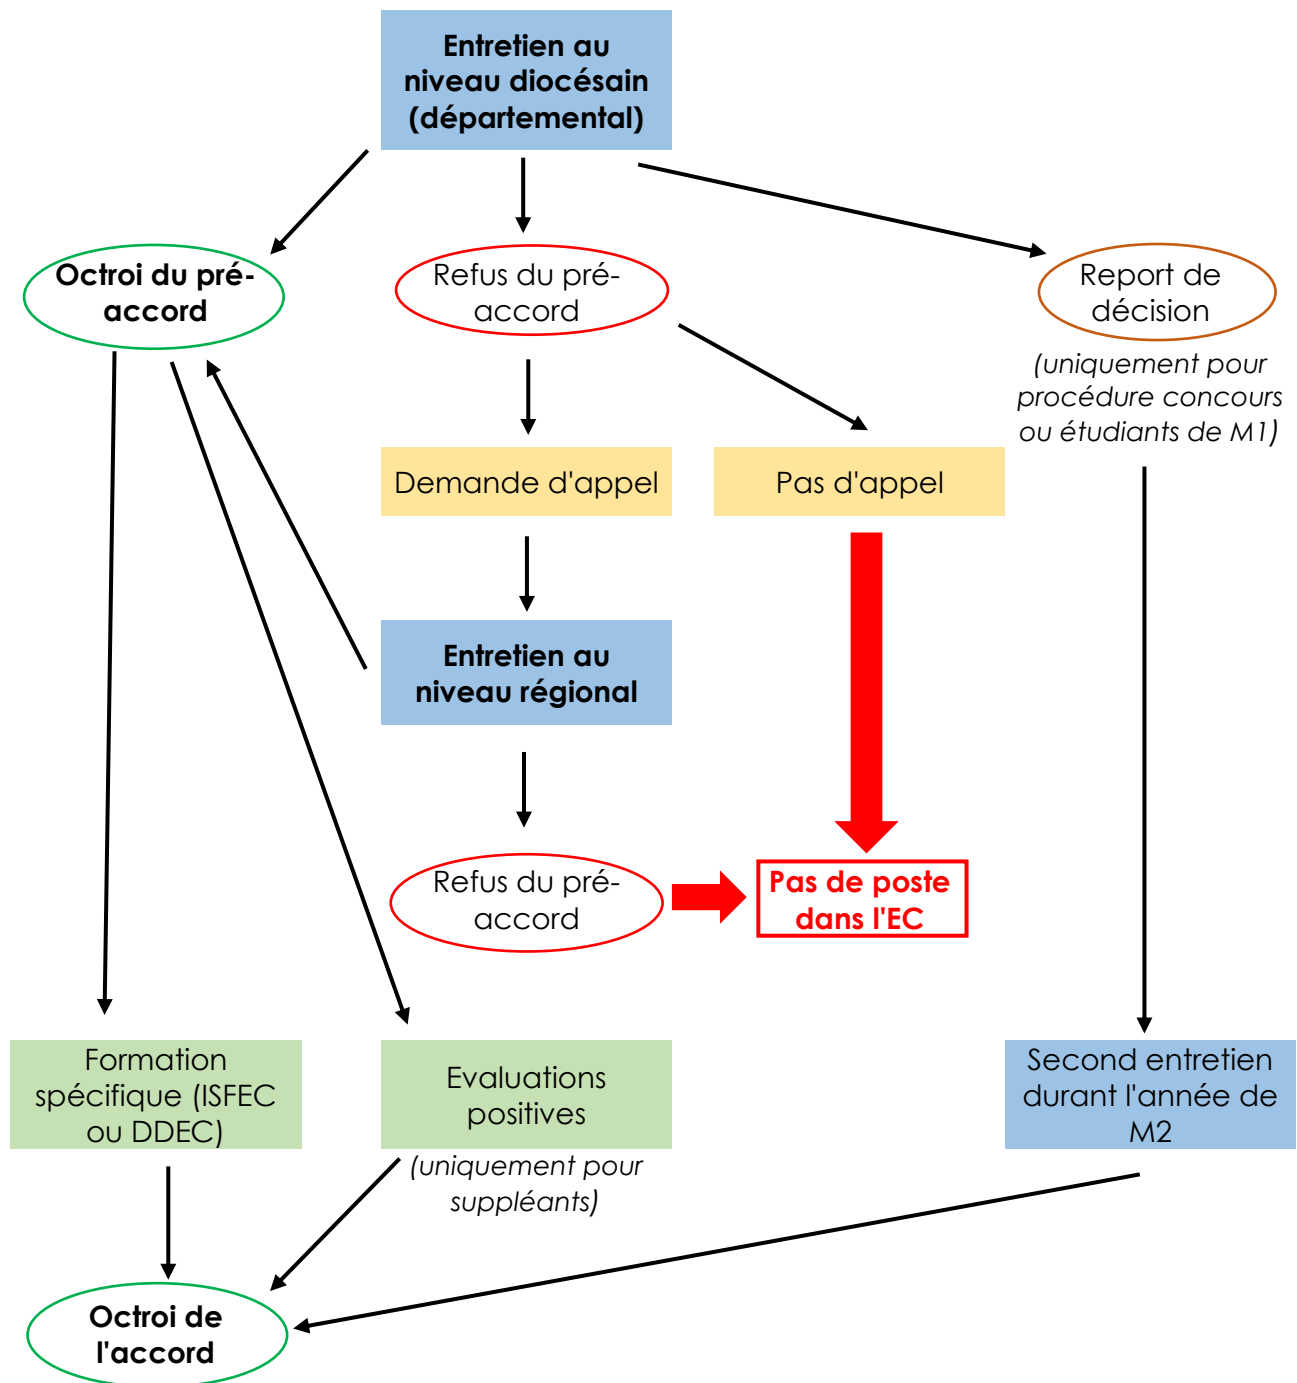 Entretien au
niveau diocésain
(départemental)
Octroi du pré-
accord
Refus du pré-
accord
Report de
décision
(uniquement pour
procédure concours
ou étudiants de M1)
Demande d'appel
Pas d'appel
Entretien au
niveau régional
Refus du pré-
accord
Pas de poste
dans l'EC
Formation
spécifique (ISFEC
ou DDEC)
Evaluations
positives
(uniquement pour
suppléants)
Second entretien
durant l'année de
M2
Octroi de
l'accord